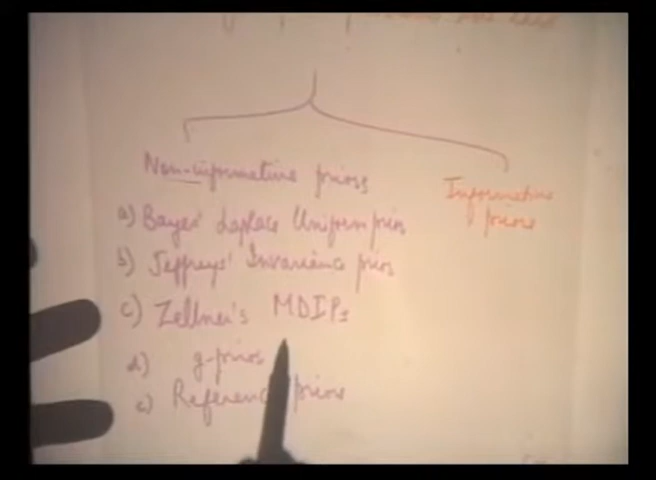 Non-informative priors
Informative
priors
a) Bayes' Laplace Uniform prior
b) Jeffreys' Invariance prior
c) Zellner's MDIPs
d) g-priors
e) Reference priors